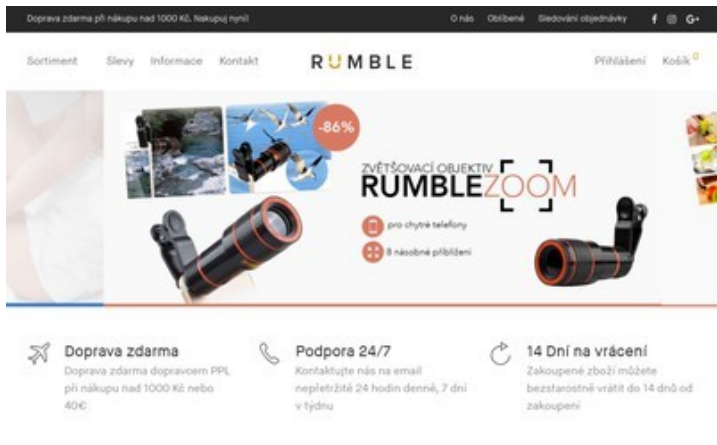 Doprava zdarma při nákupu nad 1000 Kč. Nakupuj nyní!
O nás Oblíbené Sledování objednávky f G+
Sortiment Slevy Informace Kontakt RUMBLE Přihlášení Košík 0
-86%
ZVĚTŠOVACÍ OBJEKTIV
RUMBLEZOOM
pro chytré telefony
8 násobné přiblížení
Doprava zdarma
Doprava zdarma dopravcem PPL
při nákupu nad 1000 Kč nebo
40€
Podpora 24/7
Kontaktujte nás na email
nepřetržitě 24 hodin denně, 7 dní
v týdnu
14 Dní na vrácení
Zakoupené zboží můžete
bezstarostně vrátit do 14 dnů od
zakoupení